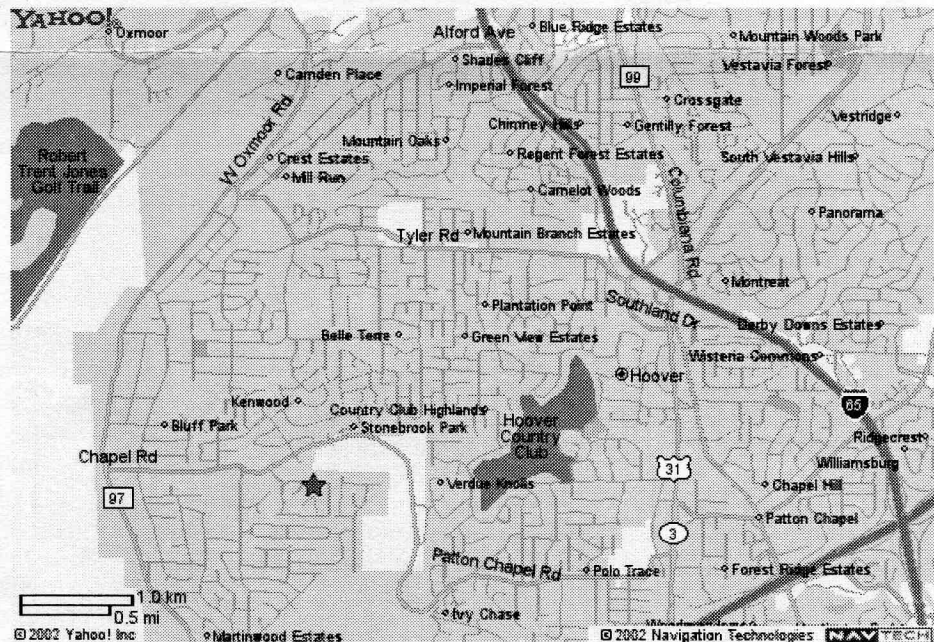 YAHOO!
Oxmoor
Alford Ave
Blue Ridge Estates
Mountain Woods Park
Shades Cliff
Vestavia Forest
Camden Place
99
Imperial Forest
Crossgate
W Oxmoor Rd
Chimney Hills
Gentilly Forest
Vestridge
Mountain Oaks
Robert
Trent Jones
Golf Trail
Crest Estates
Regent Forest Estates
South Vestavia Hills
Mill Run
Camelot Woods
Columbiana Rd
Panorama
Tyler Rd
Mountain Branch Estates
Montreat
Plantation Point
Southland Dr
Derby Downs Estates
Belle Terre
Green View Estates
Wisteria Commons
Hoover
Kenwood
65
Country Club Highlands
Bluff Park
Stonebrook Park
Hoover
Country
Club
Ridgecrest
Chapel Rd
Williamsburg
31
97
Verdue Knolls
Chapel Hill
Patton Chapel
3
Patton Chapel Rd
Polo Trace
Forest Ridge Estates
1.0 km
0.5 mi
Ivy Chase
© 2002 Yahoo! Inc
Martinwood Estates
© 2002 Navigation Technologies
NAVTECH